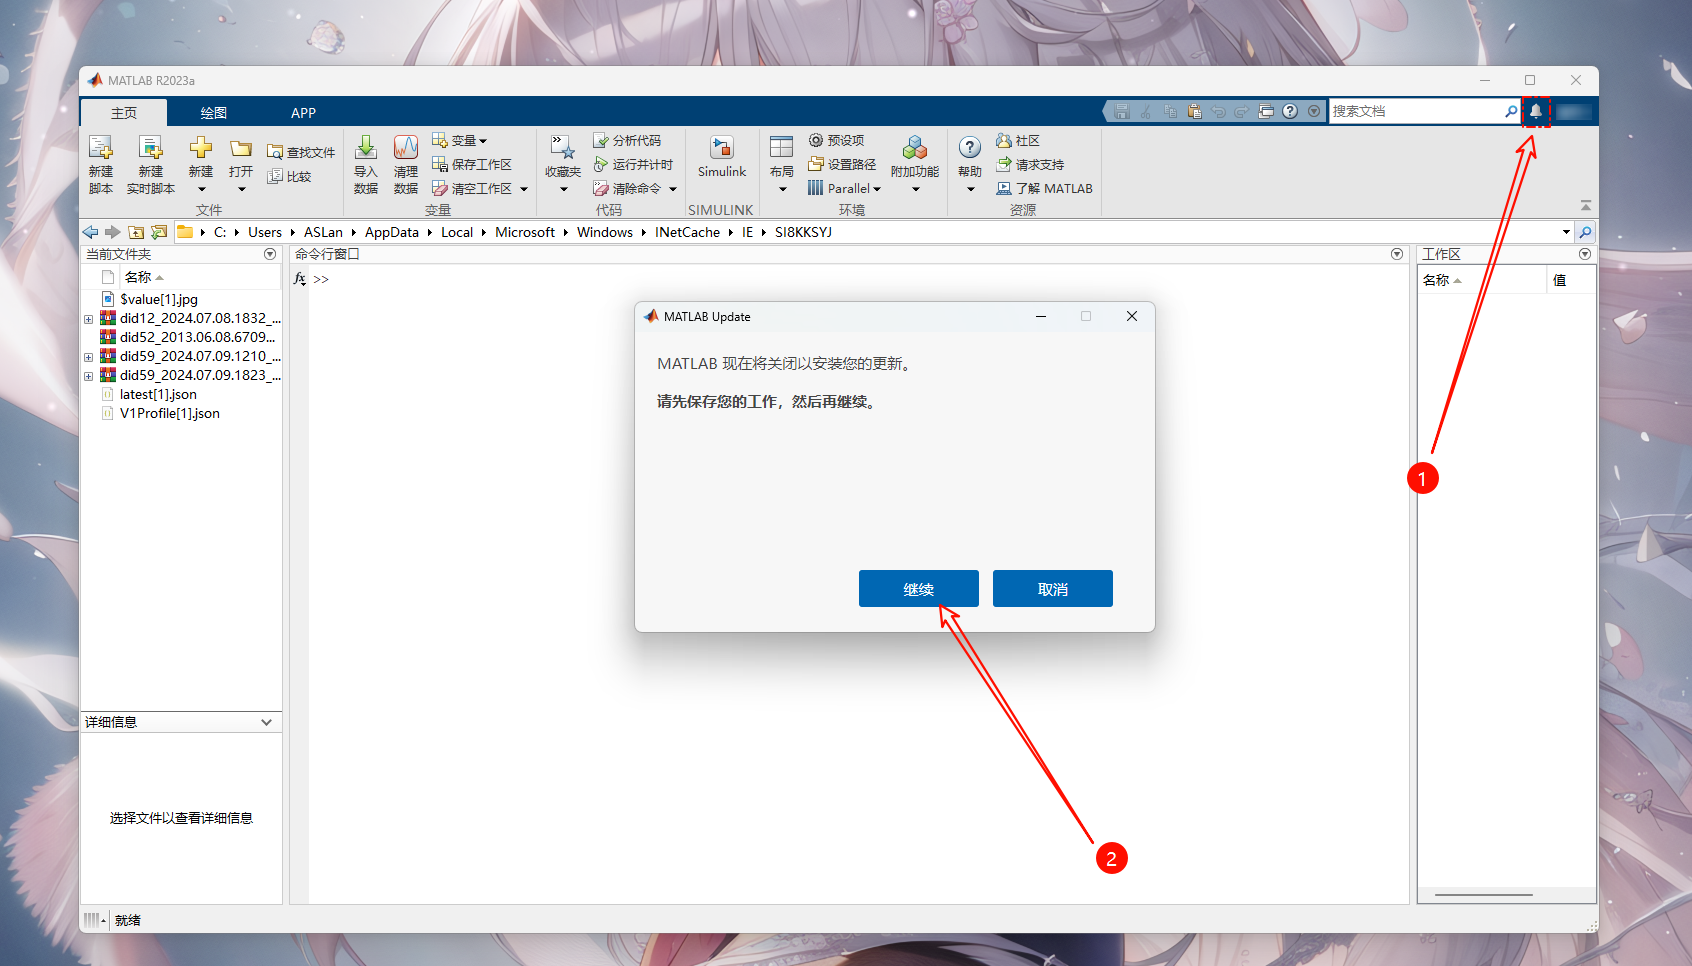 MATLAB R2023a
主页 绘图 APP
搜索文档
新建脚本
新建实时脚本
新建
打开
查找文件
比较
文件
导入数据
清理数据
变量
保存工作区
清空工作区
变量
收藏夹
分析代码
运行并计时
清除命令
代码
Simulink
SIMULINK
布局
预设项
设置路径
Parallel
附加功能
环境
帮助
社区
请求支持
了解 MATLAB
资源
C: Users ASLan AppData Local Microsoft Windows INetCache IE SI8KKSYJ
当前文件夹
名称
$value[1].jpg
did12_2024.07.08.1832_...
did52_2013.06.08.6709...
did59_2024.07.09.1210_...
did59_2024.07.09.1823_...
latest[1].json
V1Profile[1].json
详细信息
选择文件以查看详细信息
就绪
命令行窗口
fx >>
MATLAB Update
MATLAB 现在将关闭以安装您的更新。
请先保存您的工作，然后再继续。
继续 取消
工作区
名称 值
1
2